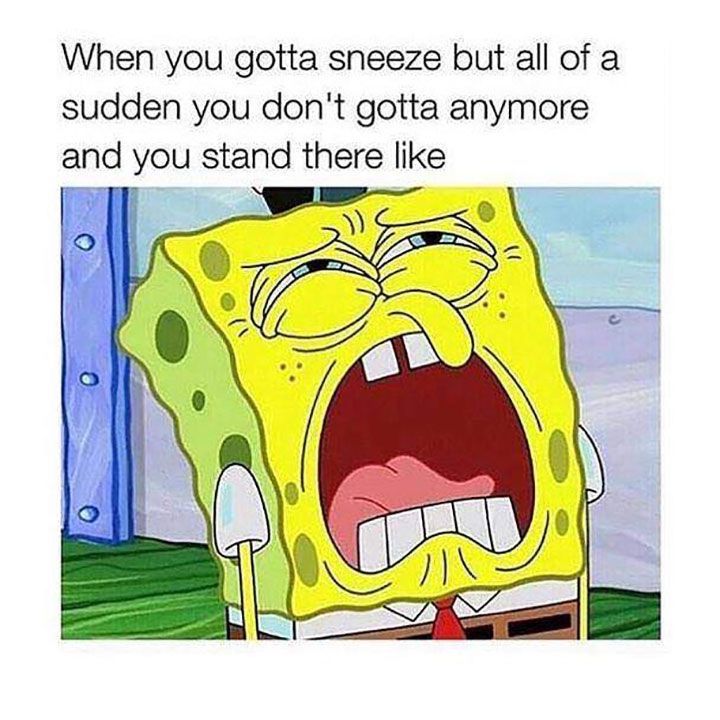 When you gotta sneeze but all of a
sudden you don't gotta anymore
and you stand there like